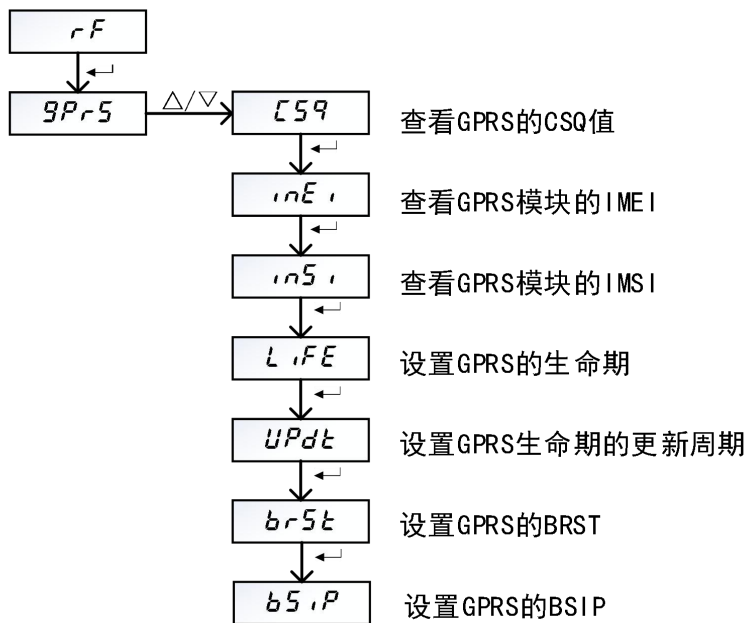 rF
gPrS
△/▽
CSq
查看GPRS的CSQ值
inEi
查看GPRS模块的IMEI
inSi
查看GPRS模块的IMSI
LiFE
设置GPRS的生命期
UPdt
设置GPRS生命期的更新周期
brSt
设置GPRS的BRST
bSiP
设置GPRS的BSIP